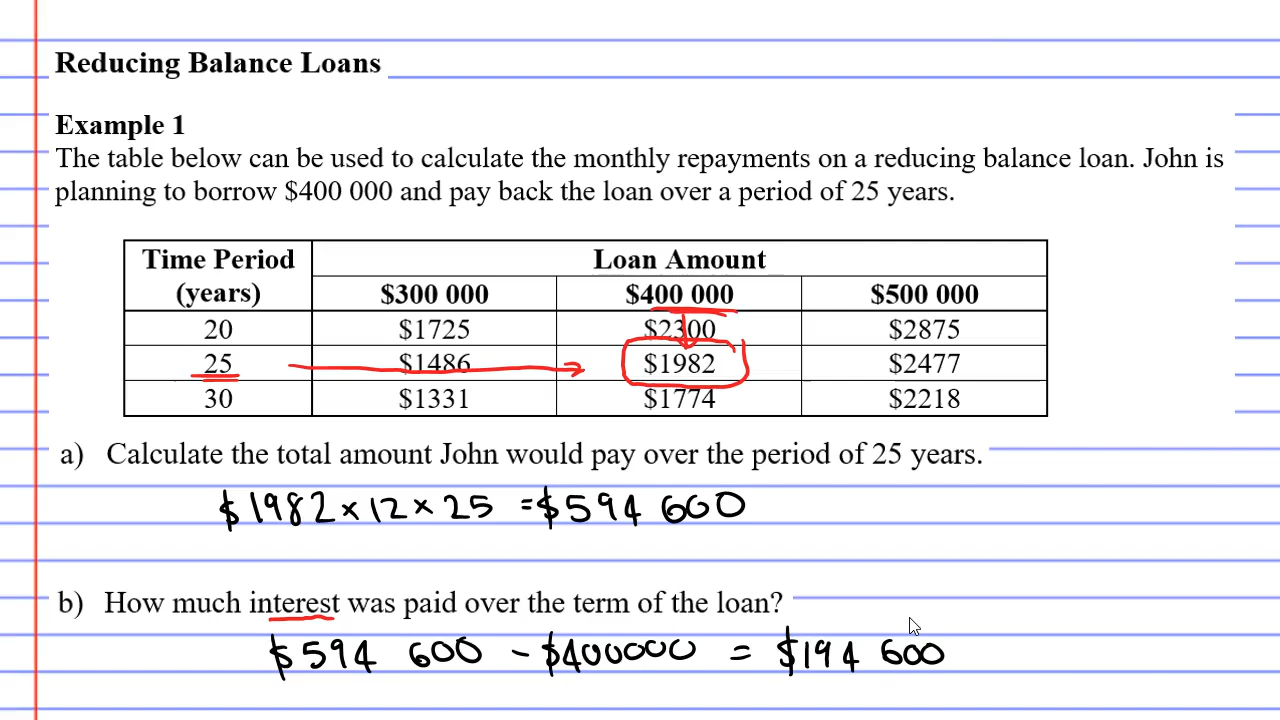 Reducing Balance Loans
Example 1
The table below can be used to calculate the monthly repayments on a reducing balance loan. John is
planning to borrow $400 000 and pay back the loan over a period of 25 years.
Time Period (years) Loan Amount
$300 000 $400 000 $500 000
20 $1725 $2300 $2875
25 $1486 $1982 $2477
30 $1331 $1774 $2218
a) Calculate the total amount John would pay over the period of 25 years.
$1982 × 12 × 25 = $594 600
b) How much interest was paid over the term of the loan?
$594 600 - $400000 = $194 600